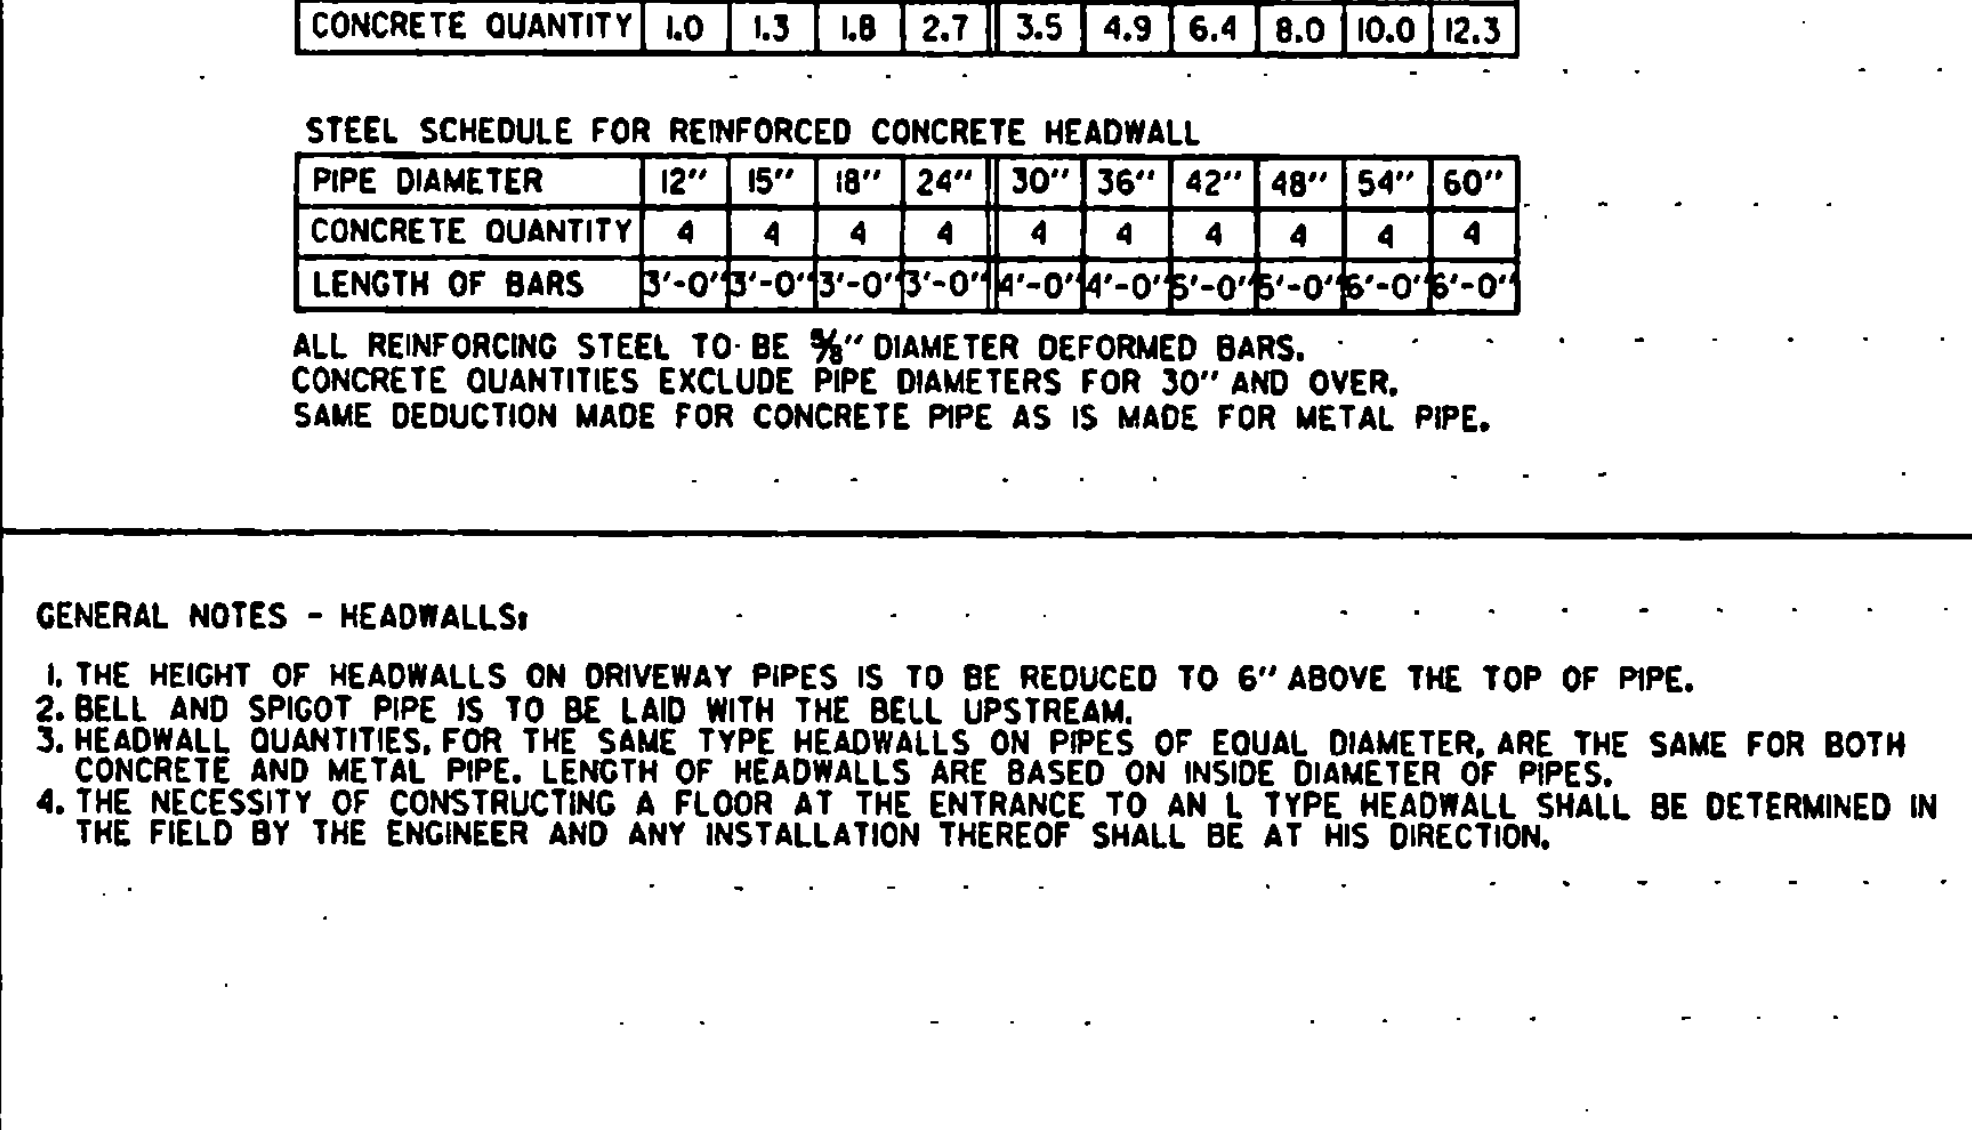 CONCRETE QUANTITY 1.0 1.3 1.8 2.7 3.5 4.9 6.4 8.0 10.0 12.3
STEEL SCHEDULE FOR REINFORCED CONCRETE HEADWALL
PIPE DIAMETER 12" 15" 18" 24" 30" 36" 42" 48" 54" 60"
CONCRETE QUANTITY 4 4 4 4 4 4 4 4 4 4
LENGTH OF BARS 3'-0" 3'-0" 3'-0" 3'-0" 4'-0" 4'-0" 5'-0" 5'-0" 6'-0" 6'-0"
ALL REINFORCING STEEL TO BE 5/8" DIAMETER DEFORMED BARS.
CONCRETE QUANTITIES EXCLUDE PIPE DIAMETERS FOR 30" AND OVER.
SAME DEDUCTION MADE FOR CONCRETE PIPE AS IS MADE FOR METAL PIPE.
GENERAL NOTES - HEADWALLS:
1. THE HEIGHT OF HEADWALLS ON DRIVEWAY PIPES IS TO BE REDUCED TO 6" ABOVE THE TOP OF PIPE.
2. BELL AND SPIGOT PIPE IS TO BE LAID WITH THE BELL UPSTREAM.
3. HEADWALL QUANTITIES, FOR THE SAME TYPE HEADWALLS ON PIPES OF EQUAL DIAMETER, ARE THE SAME FOR BOTH
CONCRETE AND METAL PIPE. LENGTH OF HEADWALLS ARE BASED ON INSIDE DIAMETER OF PIPES.
4. THE NECESSITY OF CONSTRUCTING A FLOOR AT THE ENTRANCE TO AN L TYPE HEADWALL SHALL BE DETERMINED IN
THE FIELD BY THE ENGINEER AND ANY INSTALLATION THEREOF SHALL BE AT HIS DIRECTION.